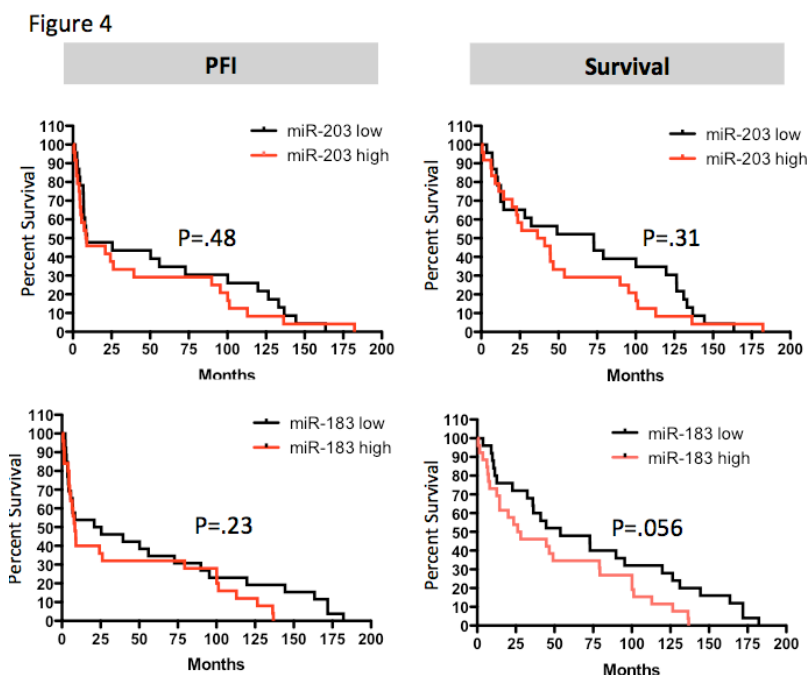 Figure 4
PFI
Survival
110
100
90
80
70
60
50
40
30
20
10
0
Percent Survival
miR-203 low
miR-203 high
P=.48
0 25 50 75 100 125 150 175 200
Months
110
100
90
80
70
60
50
40
30
20
10
0
Percent Survival
miR-203 low
miR-203 high
P=.31
0 25 50 75 100 125 150 175 200
Months
110
100
90
80
70
60
50
40
30
20
10
0
Percent Survival
miR-183 low
miR-183 high
P=.23
0 25 50 75 100 125 150 175 200
Months
110
100
90
80
70
60
50
40
30
20
10
0
Percent Survival
miR-183 low
miR-183 high
P=.056
0 25 50 75 100 125 150 175 200
Months